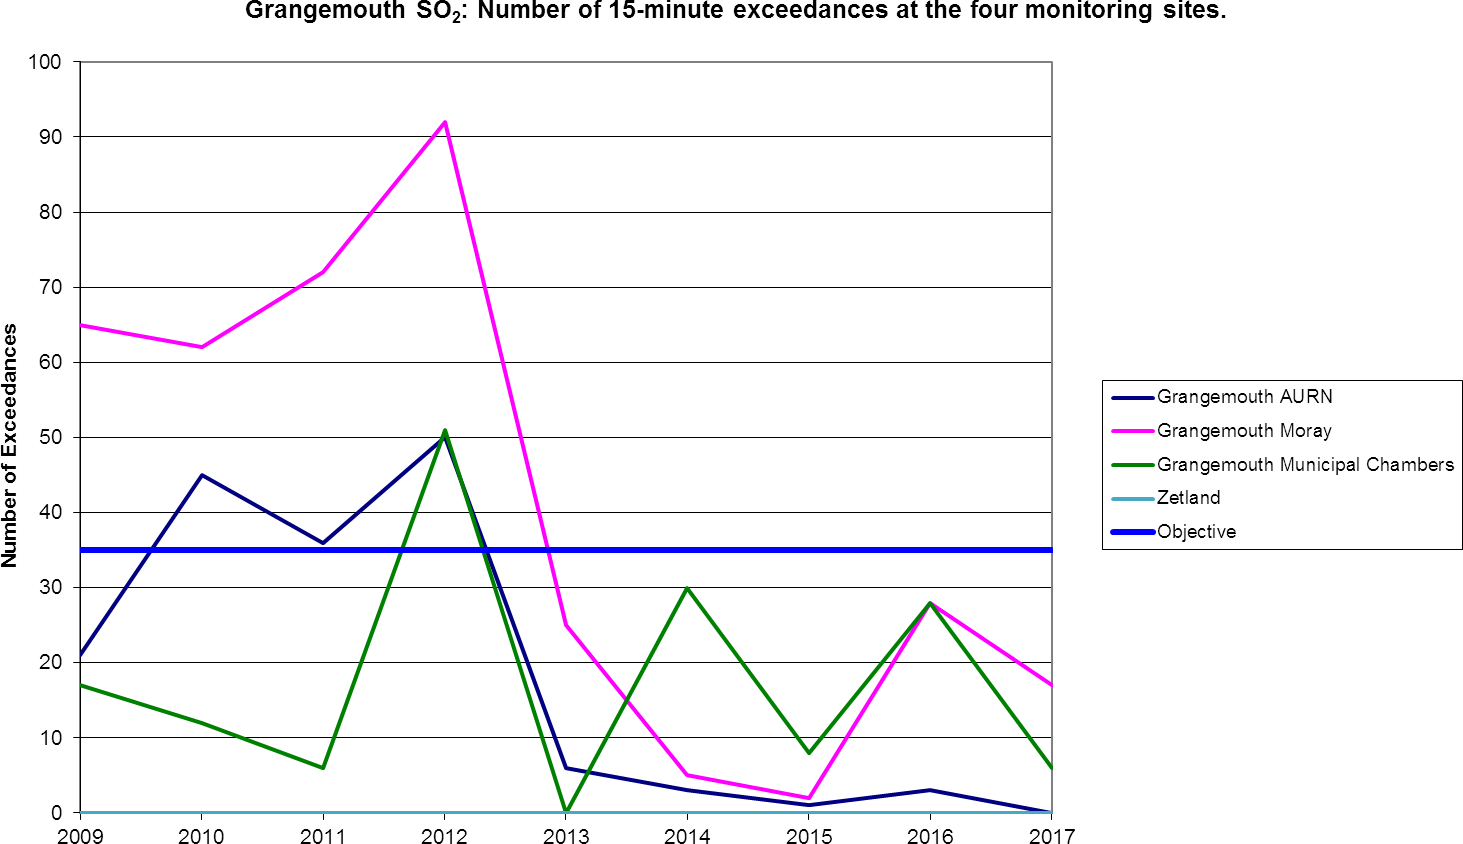 Grangemouth SO₂: Number of 15-minute exceedances at the four monitoring sites.
Number of Exceedances
100
90
80
70
60
50
40
30
20
10
0
2009 2010 2011 2012 2013 2014 2015 2016 2017
Grangemouth AURN
Grangemouth Moray
Grangemouth Municipal Chambers
Zetland
Objective